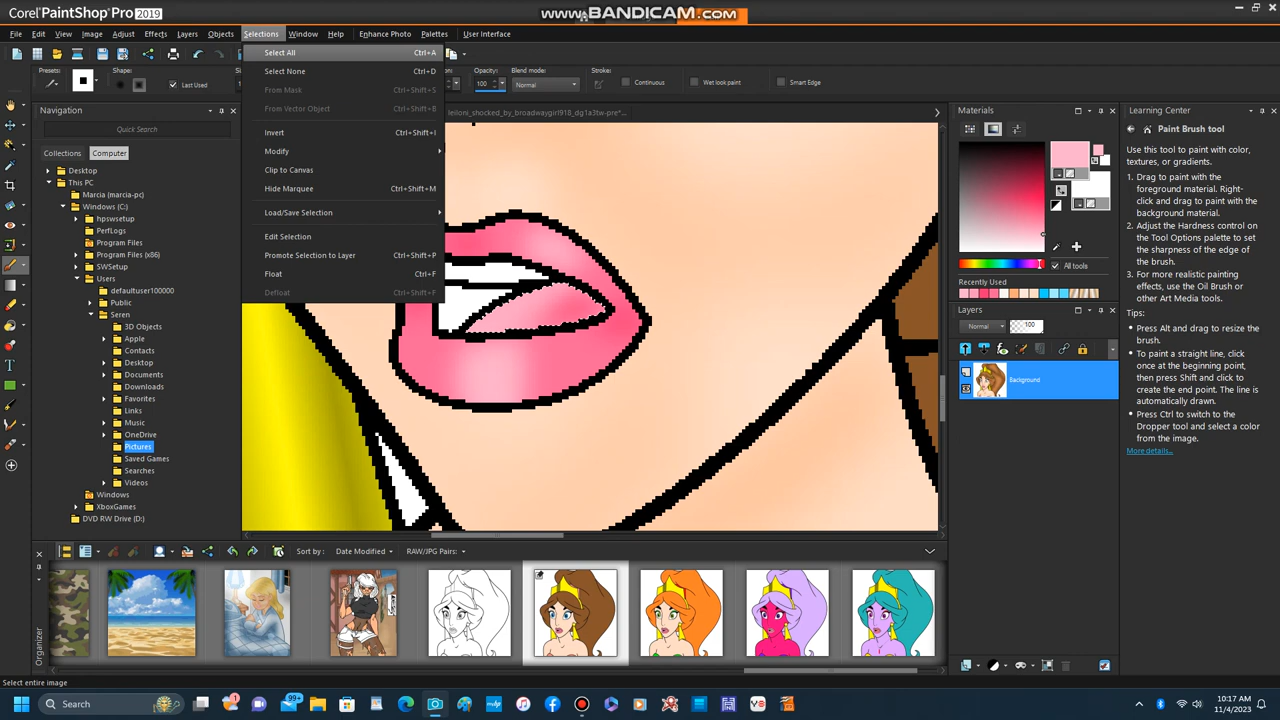 Corel PaintShop Pro 2019
www.BANDICAM.com
File Edit View Image Adjust Effects Layers Objects Selections Window Help Enhance Photo Palettes User Interface
Presets: Shape: Last Used Opacity: 100 Blend mode: Normal Stroke: Continuous Wet look paint Smart Edge
Select All Ctrl+A
Select None Ctrl+D
From Mask Ctrl+Shift+S
From Vector Object Ctrl+Shift+B
Invert Ctrl+Shift+I
Modify
Clip to Canvas
Hide Marquee Ctrl+Shift+M
Load/Save Selection
Edit Selection
Promote Selection to Layer Ctrl+Shift+P
Float Ctrl+F
Defloat Ctrl+Shift+F
leiloni_shocked_by_broadwaygirl918_dg1a3tw-pre*...
Navigation
Quick Search
Collections Computer
Desktop
This PC
Marcia (marcia-pc)
Windows (C:)
hpswsetup
PerfLogs
Program Files
Program Files (x86)
SWSetup
Users
defaultuser100000
Public
Seren
3D Objects
Apple
Contacts
Desktop
Documents
Downloads
Favorites
Links
Music
OneDrive
Pictures
Saved Games
Searches
Videos
Windows
XboxGames
DVD RW Drive (D:)
Materials
All tools
Recently Used
Layers
Normal 100
Background
Learning Center
Paint Brush tool
Use this tool to paint with color,
textures, or gradients.
1. Drag to paint with the
foreground material. Right-
click and drag to paint with the
background material.
2. Adjust the Hardness control on
the Tool Options palette to set
the sharpness of the edge of
the brush.
3. For more realistic painting
effects, use the Oil Brush or
other Art Media tools.
Tips:
Press Alt and drag to resize the
brush.
To paint a straight line, click
once at the beginning point,
then press Shift and click to
create the end point. The line is
automatically drawn.
Press Ctrl to switch to the
Dropper tool and select a color
from the image.
More details...
Sort by: Date Modified RAW/JPG Pairs:
Organizer
Select entire image
Search
1
99+
10:17 AM
11/4/2023